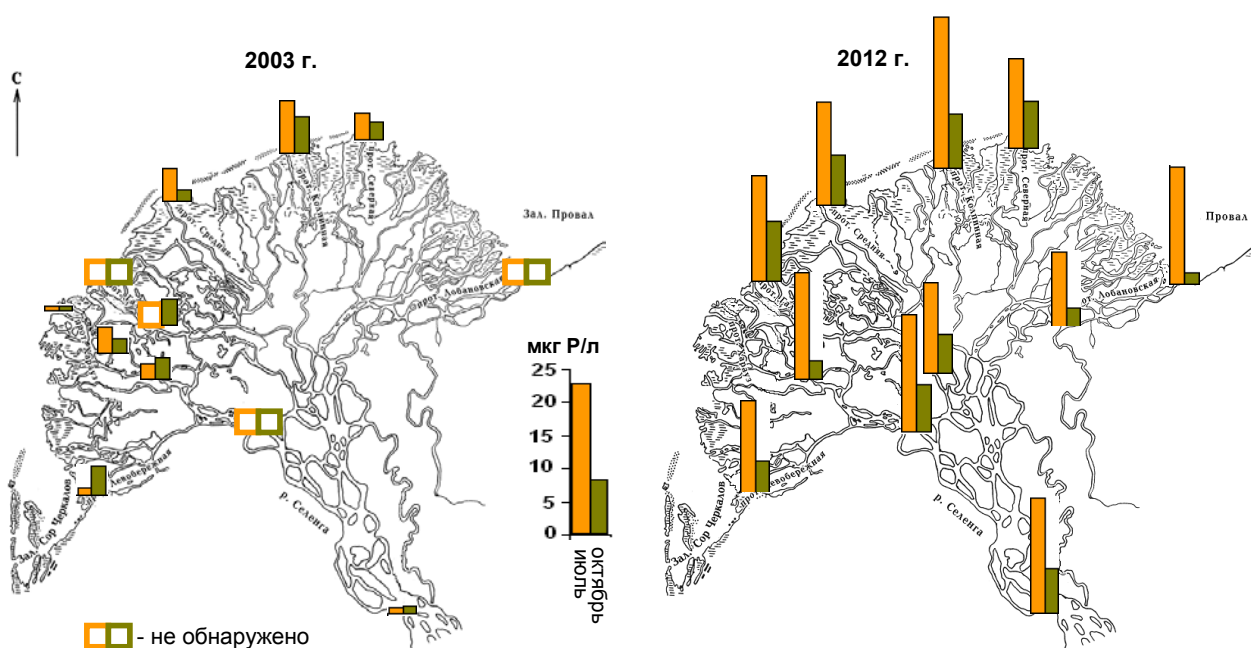 2003 г.
2012 г.
С
прот. Средняя
прот. Колпинная
прот. Северная
Зал. Провал
прот. Лобановская
Левобережная
Зал. Сор Черкалов
р. Селенга
мкг Р/л
25
20
15
10
5
0
июль
октябрь
- не обнаружено
прот. Средняя
прот. Колпинная
прот. Северная
Провал
рот Лобановская
прот. Левобережная
Зал. Сор Черкалов
р. Селенга